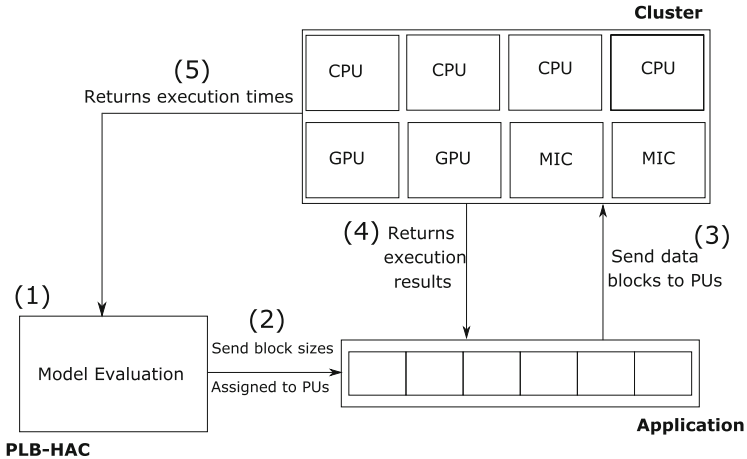 Cluster
CPU CPU CPU CPU
(5)
Returns execution times
GPU GPU MIC MIC
(4) Returns
execution
results
(3)
Send data
blocks to PUs
(1)
Model Evaluation
PLB-HAC
(2)
Send block sizes
Assigned to PUs
Application